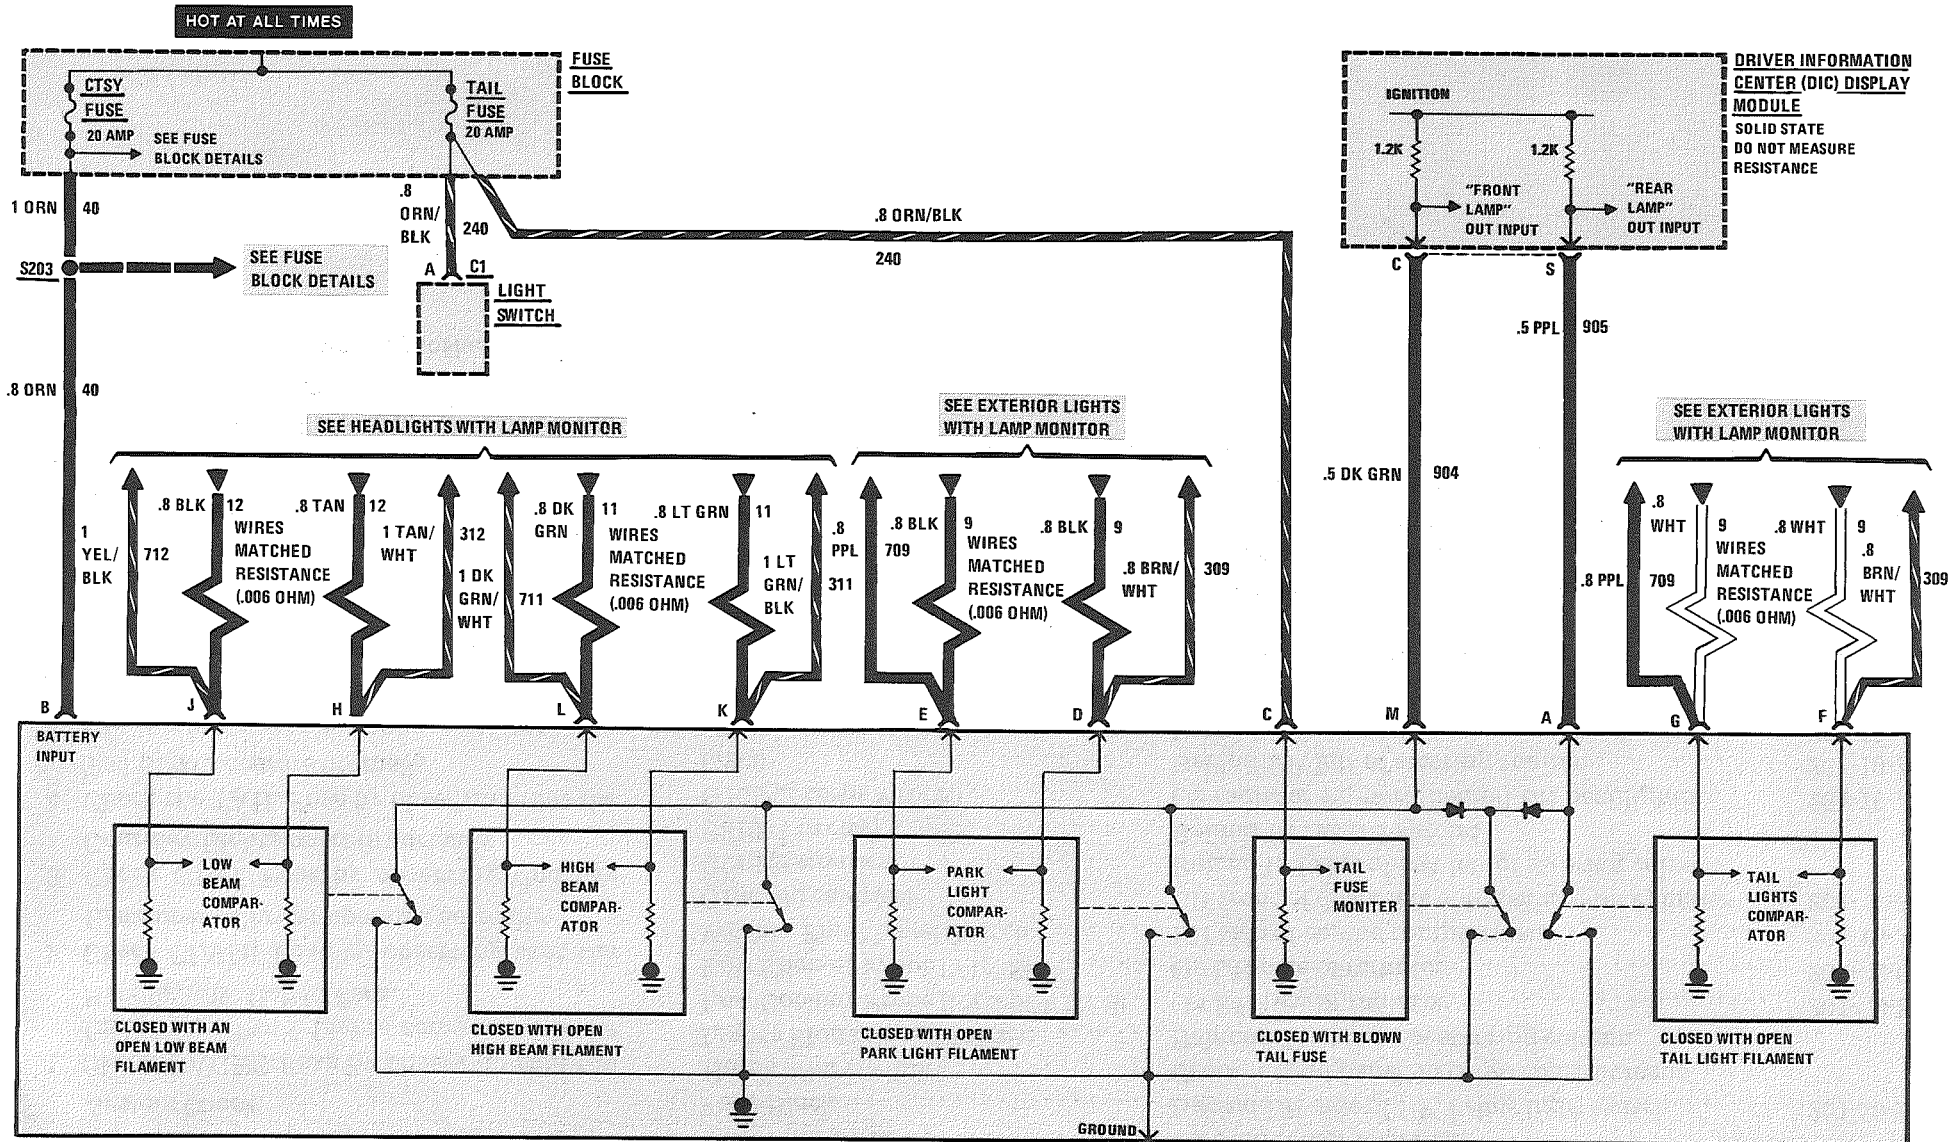 HOT AT ALL TIMES
FUSE
BLOCK
CTSY
FUSE
20 AMP
SEE FUSE
BLOCK DETAILS
TAIL
FUSE
20 AMP
DRIVER INFORMATION
CENTER (DIC) DISPLAY
MODULE
SOLID STATE
DO NOT MEASURE
RESISTANCE
IGNITION
1.2K
1.2K
"FRONT
LAMP"
OUT INPUT
"REAR
LAMP"
OUT INPUT
1 ORN
40
.8
ORN/
BLK
240
.8 ORN/BLK
240
S203
SEE FUSE
BLOCK DETAILS
A
C1
LIGHT
SWITCH
C
S
.5 PPL
905
.8 ORN
40
SEE HEADLIGHTS WITH LAMP MONITOR
SEE EXTERIOR LIGHTS
WITH LAMP MONITOR
SEE EXTERIOR LIGHTS
WITH LAMP MONITOR
.5 DK GRN
904
1
YEL/
BLK
712
.8 BLK
12
WIRES
MATCHED
RESISTANCE
(.006 OHM)
.8 TAN
12
1 TAN/
WHT
312
1 DK
GRN/
WHT
711
.8 DK
GRN
11
WIRES
MATCHED
RESISTANCE
(.006 OHM)
.8 LT GRN
11
1 LT
GRN/
BLK
311
.8
PPL
709
.8 BLK
9
WIRES
MATCHED
RESISTANCE
(.006 OHM)
.8 BLK
9
.8 BRN/
WHT
309
.8 PPL
709
.8
WHT
9
WIRES
MATCHED
RESISTANCE
(.006 OHM)
.8 WHT
9
.8
BRN/
WHT
309
B
J
H
L
K
E
D
C
M
A
G
F
BATTERY
INPUT
LOW
BEAM
COMPAR-
ATOR
HIGH
BEAM
COMPAR-
ATOR
PARK
LIGHT
COMPAR-
ATOR
TAIL
FUSE
MONITER
TAIL
LIGHTS
COMPAR-
ATOR
CLOSED WITH AN
OPEN LOW BEAM
FILAMENT
CLOSED WITH OPEN
HIGH BEAM FILAMENT
CLOSED WITH OPEN
PARK LIGHT FILAMENT
CLOSED WITH BLOWN
TAIL FUSE
CLOSED WITH OPEN
TAIL LIGHT FILAMENT
GROUND